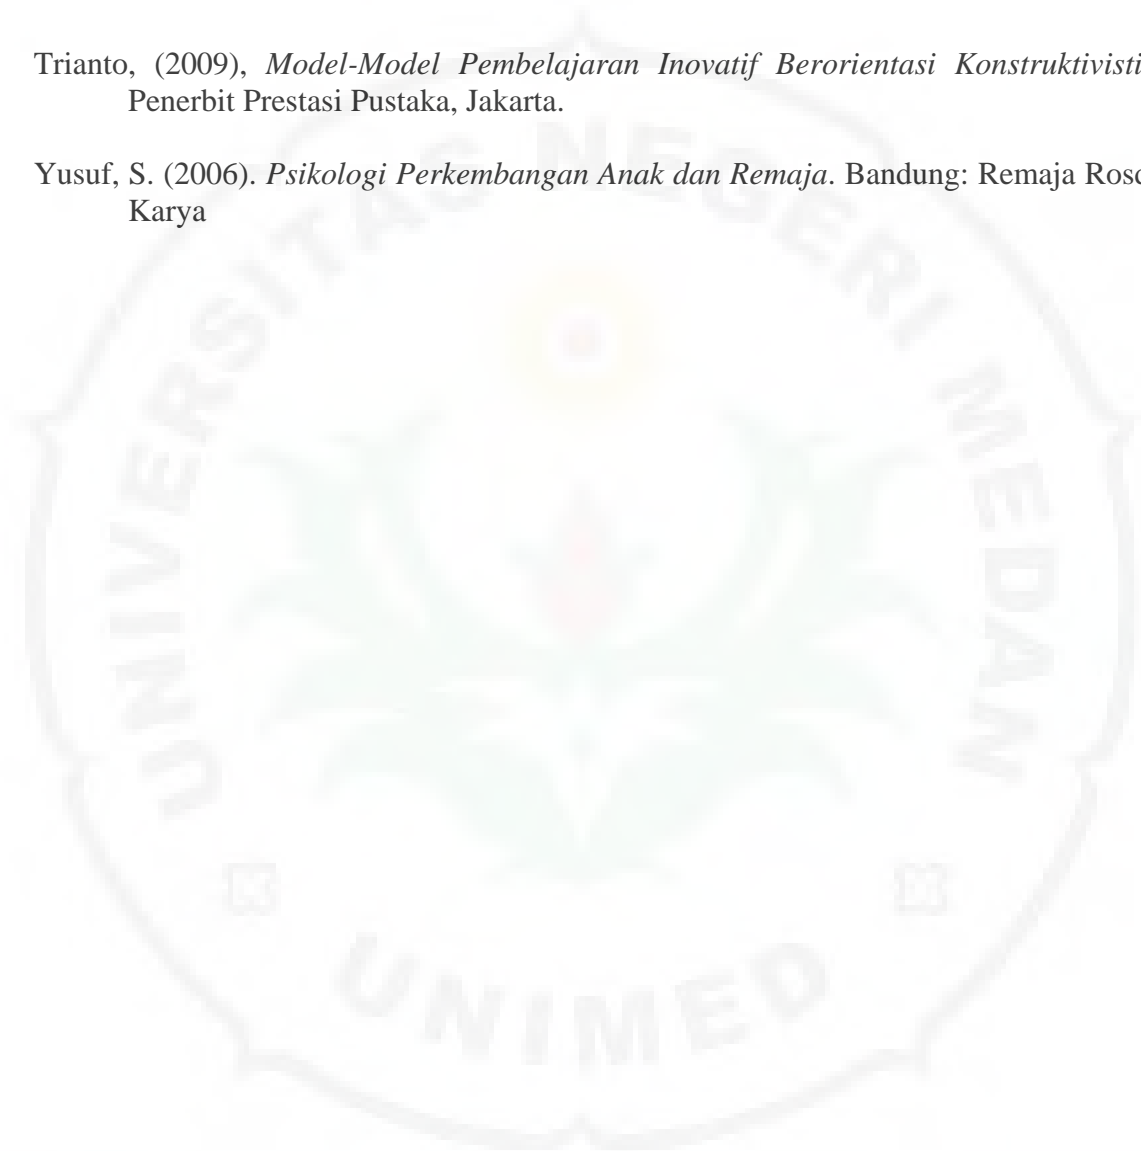 Trianto, (2009), Model-Model Pembelajaran Inovatif Berorientasi Konstruktivisti
Penerbit Prestasi Pustaka, Jakarta.
Yusuf, S. (2006). Psikologi Perkembangan Anak dan Remaja. Bandung: Remaja
Karya
UNIVERSITAS NEGERI MEDAN
UNIMED